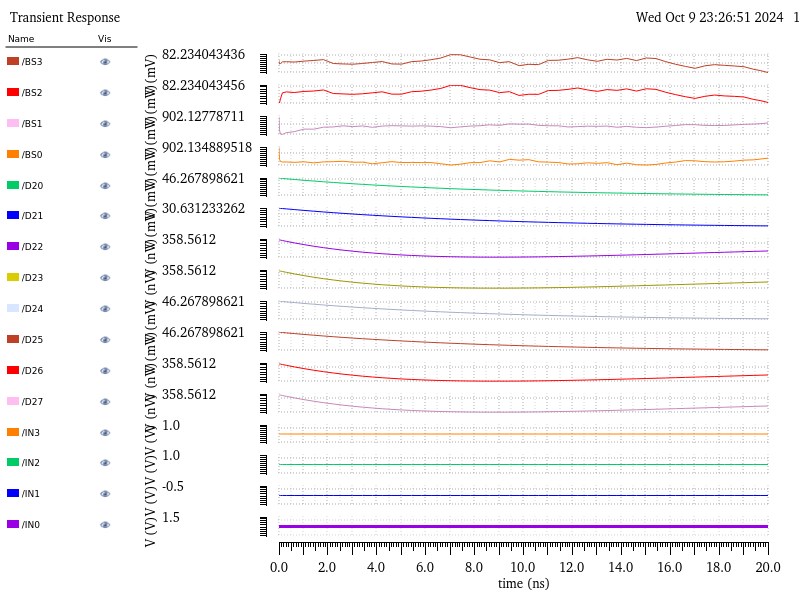 Transient Response
Wed Oct 9 23:26:51 2024 1
Name Vis
/BS3 82.234043436
/BS2 82.234043456
/BS1 902.12778711
/BS0 902.134889518
/D20 46.267898621
/D21 30.631233262
/D22 358.5612
/D23 358.5612
/D24 46.267898621
/D25 46.267898621
/D26 358.5612
/D27 358.5612
/IN3 1.0
/IN2 1.0
/IN1 -0.5
/IN0 1.5
V (V)
0.0 2.0 4.0 6.0 8.0 10.0 12.0 14.0 16.0 18.0 20.0
time (ns)